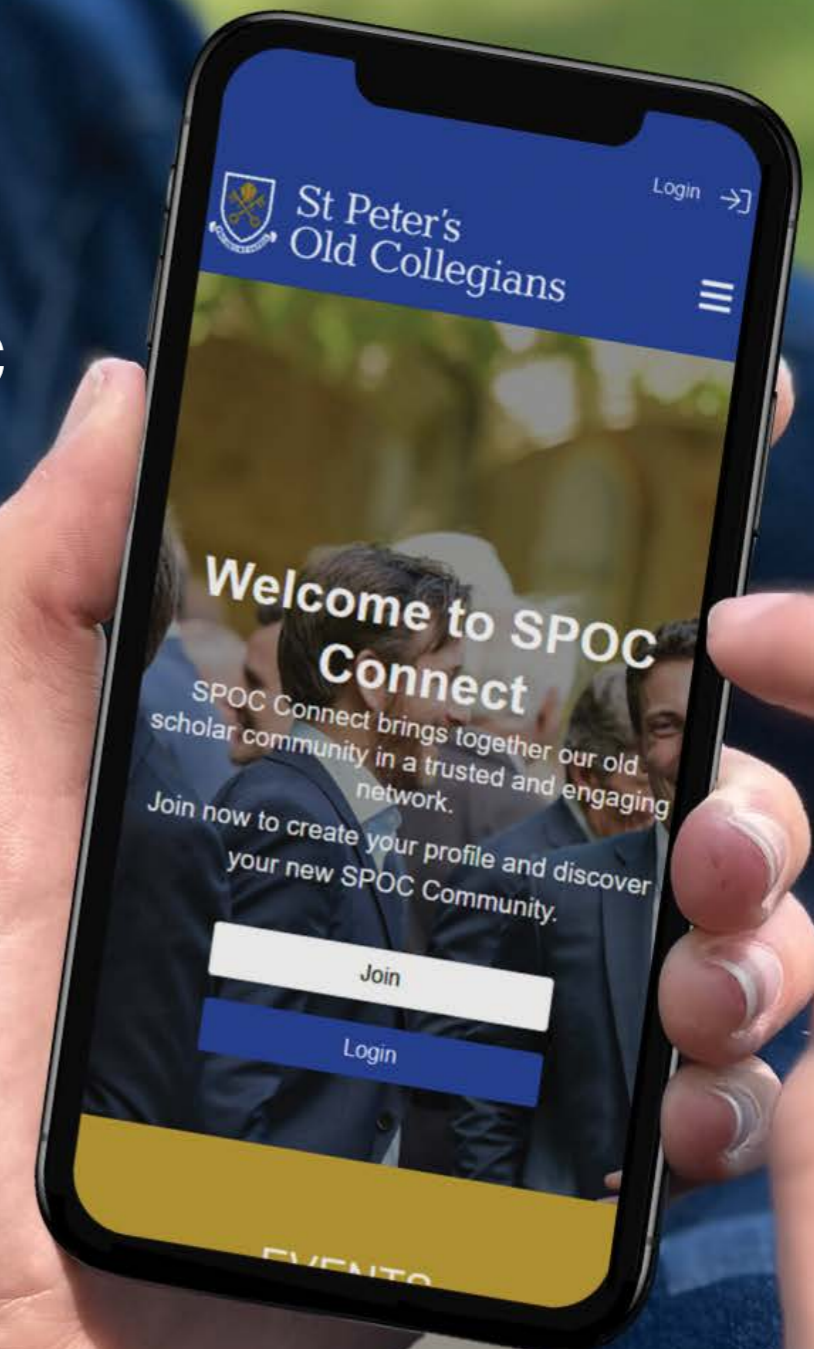 Login
St Peter's
Old Collegians
Welcome to SPOC
Connect
SPOC Connect brings together our old
scholar community in a trusted and engaging
network.
Join now to create your profile and discover
your new SPOC Community.
Join
Login
EVENTS